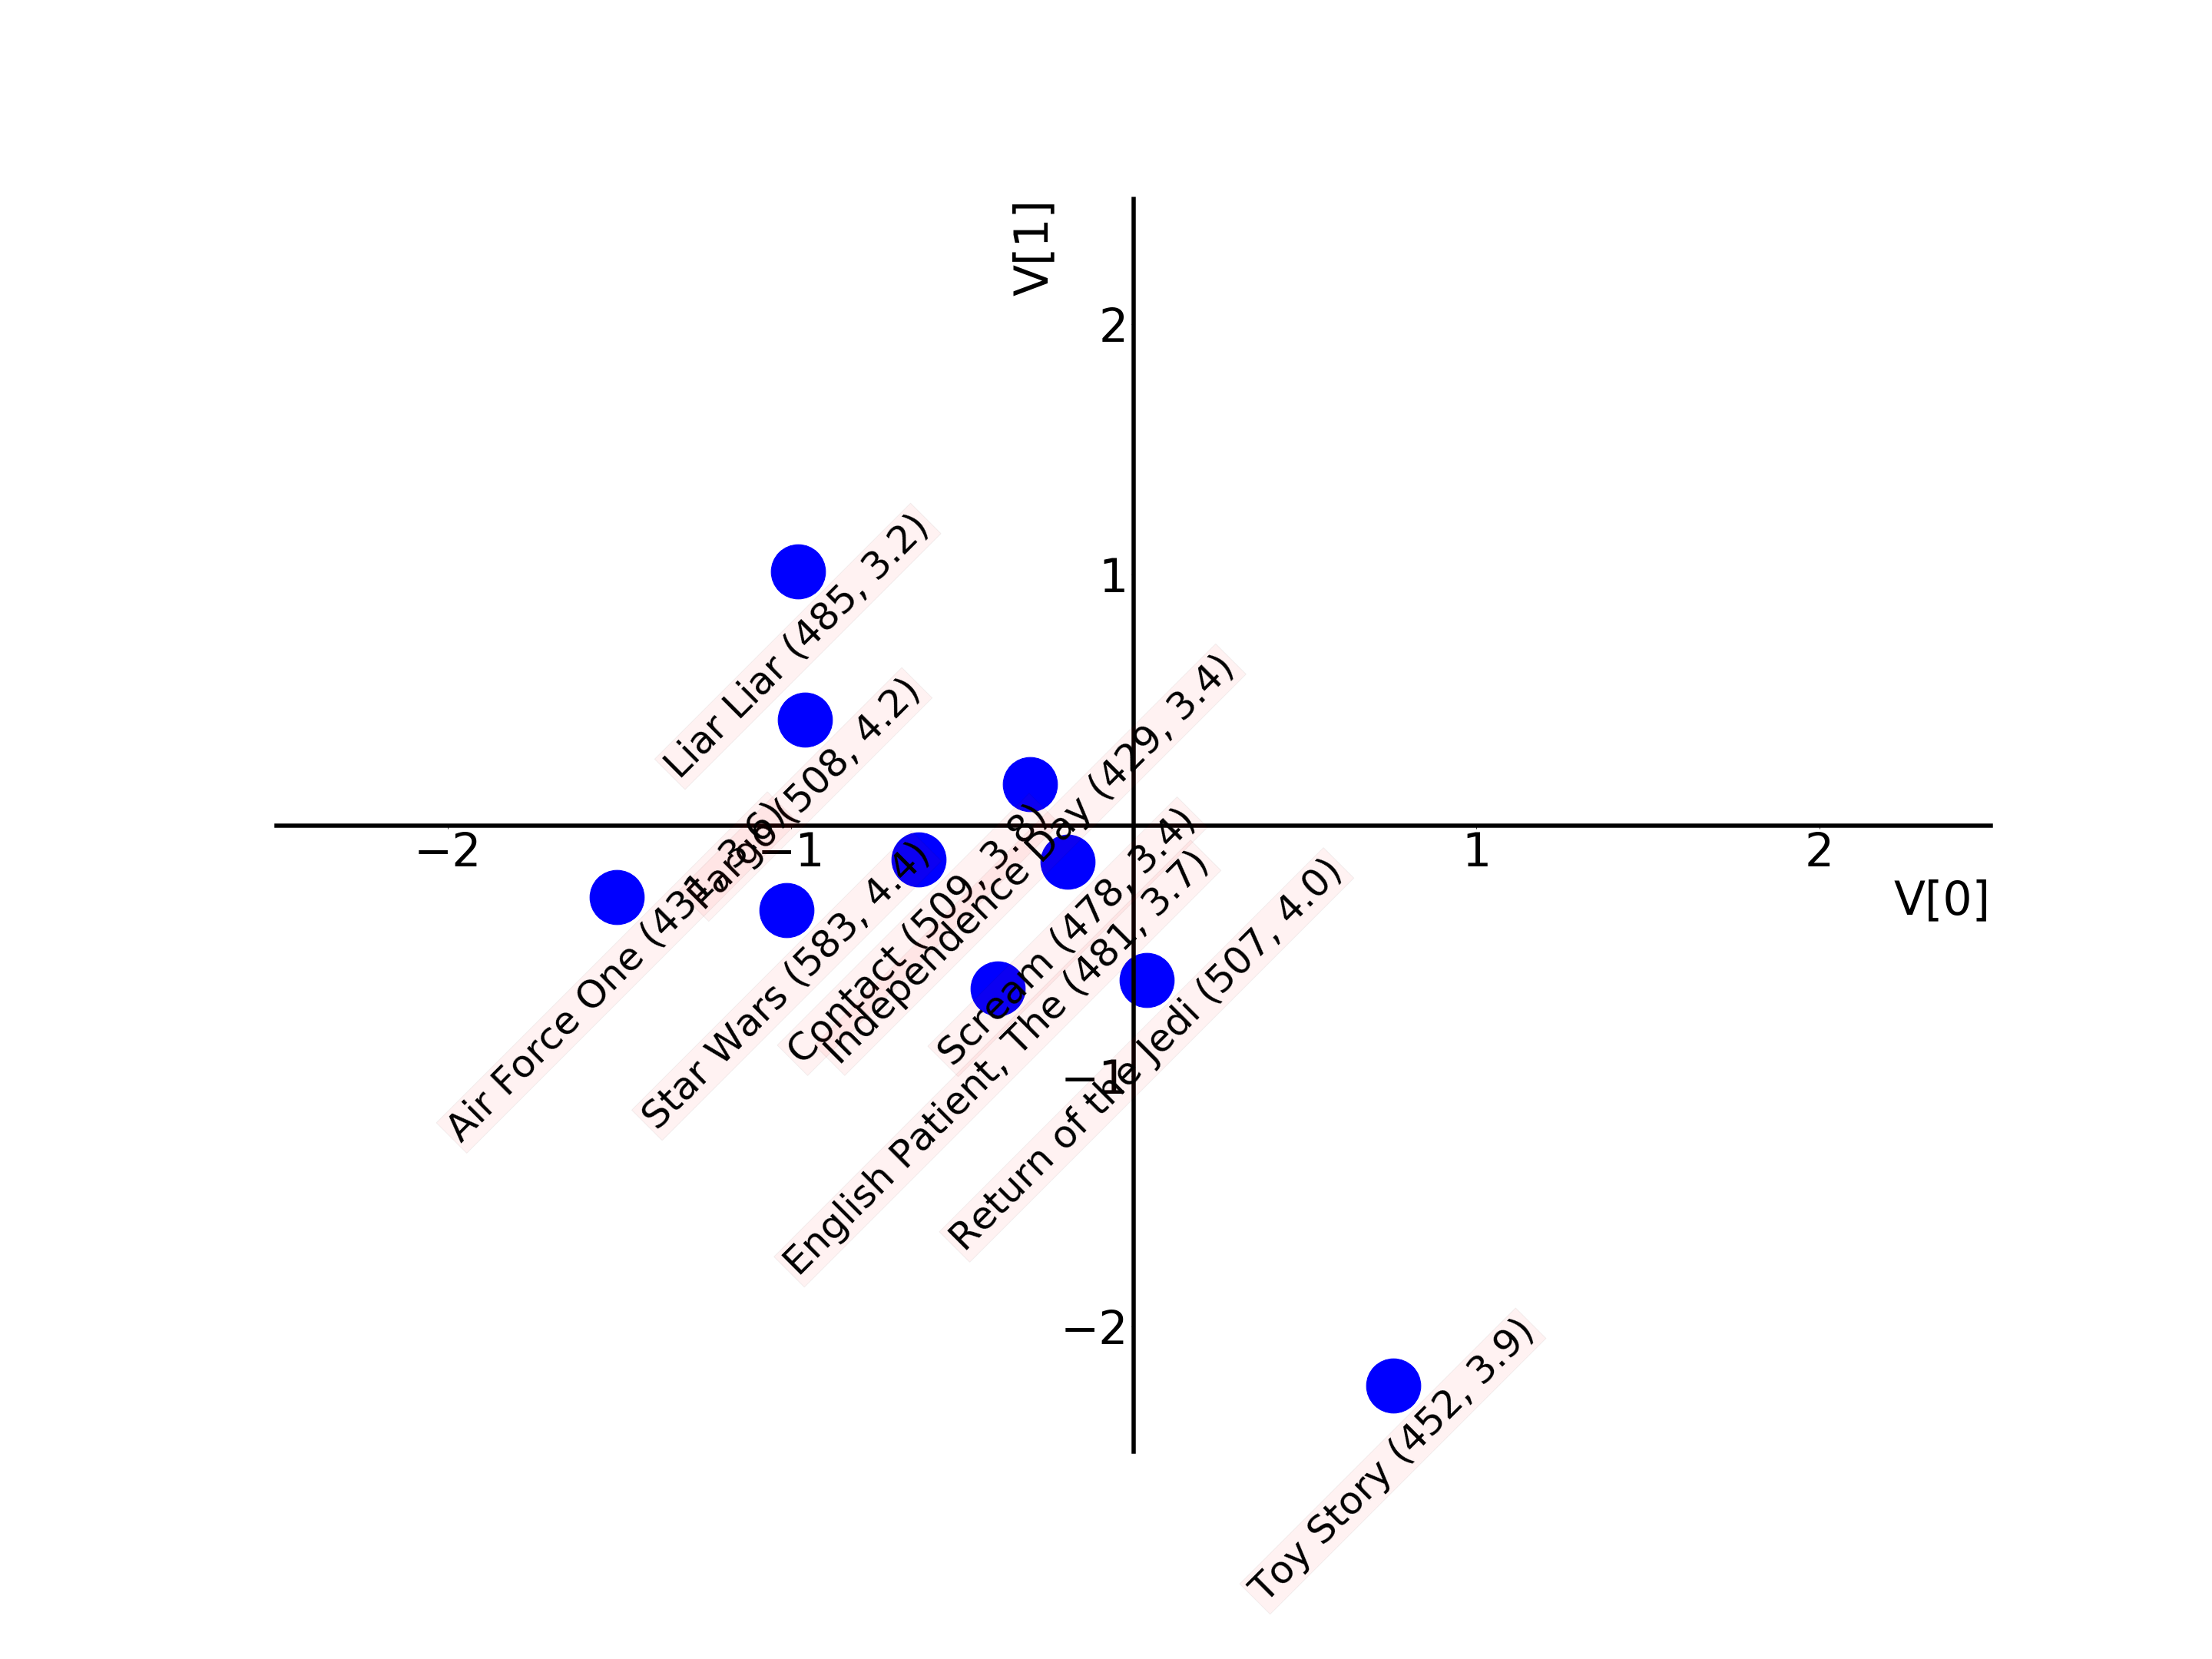 V[1]
2
1
Liar Liar (485, 3.2)
Fargo (508, 4.2)
Independence Day (429, 3.4)
−2
−1
1
2
V[0]
Air Force One (431, 3.6)
Star Wars (583, 4.4)
Contact (509, 3.8)
Scream (478, 3.4)
English Patient, The (481, 3.7)
Return of the Jedi (507, 4.0)
−1
−2
Toy Story (452, 3.9)